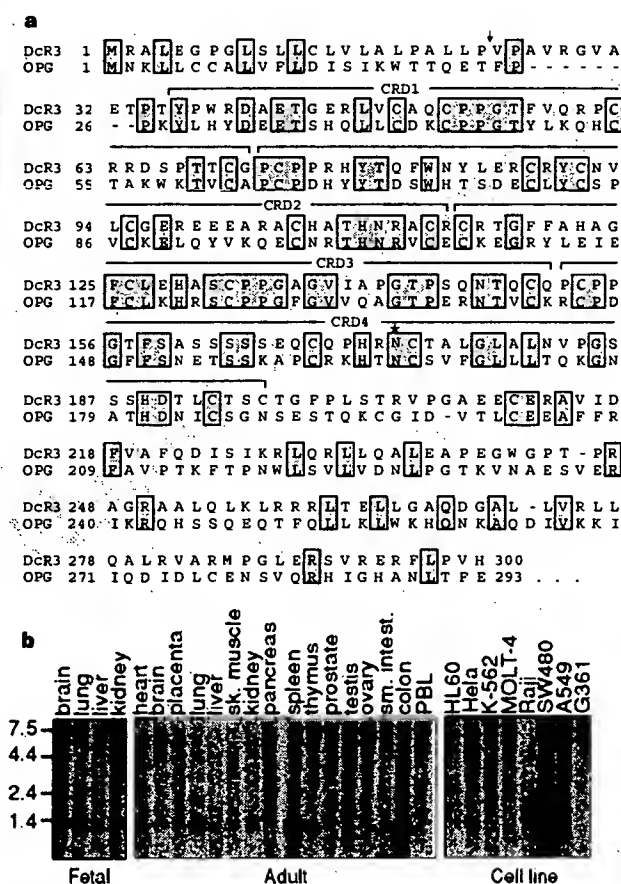 a
DcR3 1 MRALEGPGLSLLCLVLALPALLPVPAVRGVA
OPG 1 MNKLLCCALVFLDISIKWTTQETFP------
CRD1
DcR3 32 ETPTYPWRDAETGERLVCAQCPPGTFVQRPC
OPG 26 --PKYLHYDEETSHQLLCDKCPPGTYLKQHC
DcR3 63 RRDSPTTCGPCPPRHYTQFWNYLERCRYCNV
OPG 55 TAKWKTVCAPCPDHYYTDSWHTSDECLYCSP
CRD2
DcR3 94 LCGEREEEARACHATHNRACRCRTGFFAHAG
OPG 86 VCKELQYVKQECNRTHNRVCECKEGRYLEIE
CRD3
DcR3 125 FCLEHASCPPGAGVIAPGTPSQNTQCQPCPP
OPG 117 FCLKHRSCPPGFGVVQAGTPERNTVCKRCPD
CRD4
DcR3 156 GTFSASSSSSEQCQPHRNCTALGLALNVPGS
OPG 148 GFFSNETSSKAPCRKHTNCSVFGLLLTQKGN
DcR3 187 SSHDTLCTSCTGFPLSTRVPGAEECERAVID
OPG 179 ATHDNICSGNSESTQKCGID-VTLCEEAFFR
DcR3 218 FVAFQDISIKRLQRLLQALEAPEGWGPT-PR
OPG 209 FAVPTKFTPNWLSVLVDNLPGTKVNAESVER
DcR3 248 AGRAALQLKLRRRLTELLGAQDGAL-LVRLL
OPG 240 IKRQHSSQEQTFQLLKLWKHQNKAQDIVKKI
DcR3 278 QALRVARMPGLERSVRERFLPVH 300
OPG 271 IQDIDLCENSVQRHIGHANLTFE 293 ...
b
brain lung liver kidney heart brain placenta lung liver sk. muscle kidney pancreas spleen thymus prostate testis ovary sm. intest. colon PBL HL60 Hela K-562 MOLT-4 Raji SW480 A549 G361
7.5
4.4
2.4
1.4
Fetal Adult Cell line